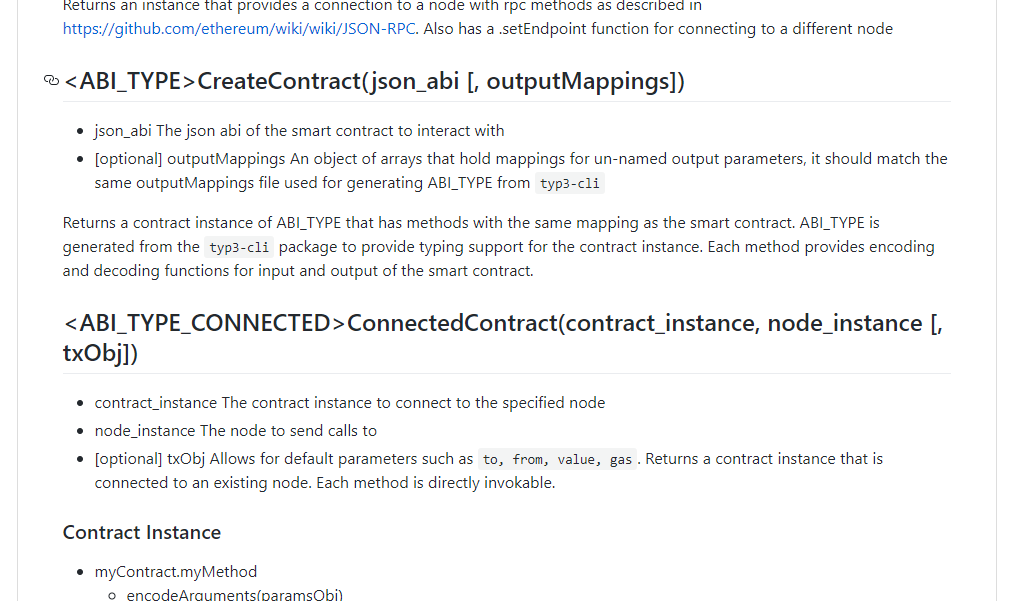 Returns an instance that provides a connection to a node with rpc methods as described in
https://github.com/ethereum/wiki/wiki/JSON-RPC. Also has a .setEndpoint function for connecting to a different node
<ABI_TYPE>CreateContract(json_abi [, outputMappings])
• json_abi The json abi of the smart contract to interact with
• [optional] outputMappings An object of arrays that hold mappings for un-named output parameters, it should match the
same outputMappings file used for generating ABI_TYPE from typ3-cli
Returns a contract instance of ABI_TYPE that has methods with the same mapping as the smart contract. ABI_TYPE is
generated from the typ3-cli package to provide typing support for the contract instance. Each method provides encoding
and decoding functions for input and output of the smart contract.
<ABI_TYPE_CONNECTED>ConnectedContract(contract_instance, node_instance [,
txObj])
• contract_instance The contract instance to connect to the specified node
• node_instance The node to send calls to
• [optional] txObj Allows for default parameters such as to, from, value, gas. Returns a contract instance that is
connected to an existing node. Each method is directly invokable.
Contract Instance
• myContract.myMethod
◦ encodeArguments(paramsObj)